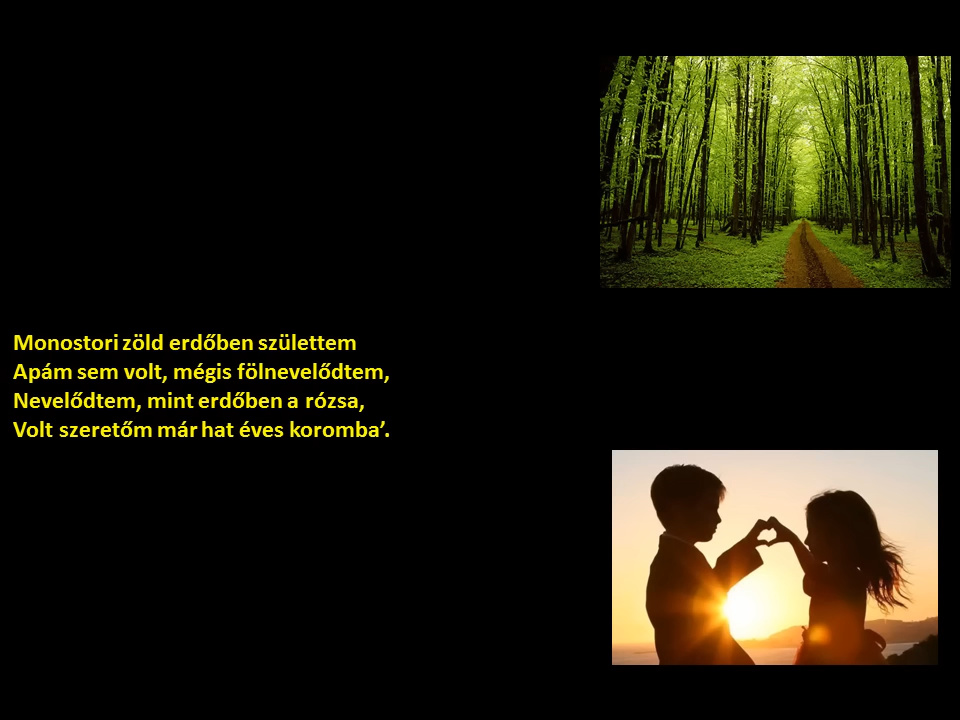 Monostori zöld erdőben születtem
Apám sem volt, mégis fölnevelődtem,
Nevelődtem, mint erdőben a rózsa,
Volt szeretőm már hat éves koromba’.